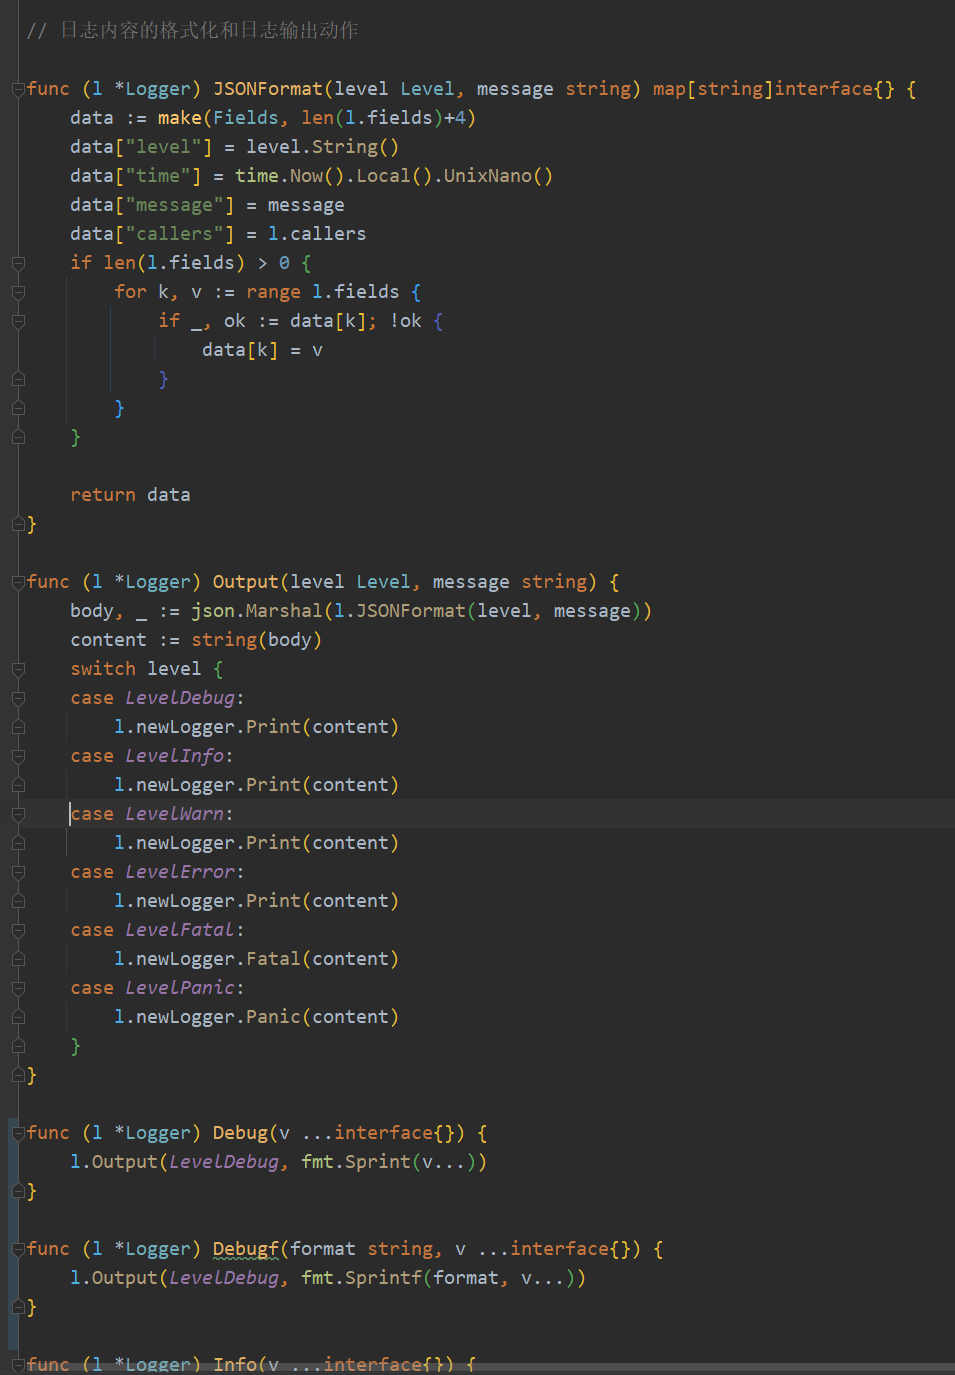 // 日志内容的格式化和日志输出动作
func (l *Logger) JSONFormat(level Level, message string) map[string]interface{} {
    data := make(Fields, len(l.fields)+4)
    data["level"] = level.String()
    data["time"] = time.Now().Local().UnixNano()
    data["message"] = message
    data["callers"] = l.callers
    if len(l.fields) > 0 {
        for k, v := range l.fields {
            if _, ok := data[k]; !ok {
                data[k] = v
            }
        }
    }
    return data
}
func (l *Logger) Output(level Level, message string) {
    body, _ := json.Marshal(l.JSONFormat(level, message))
    content := string(body)
    switch level {
    case LevelDebug:
        l.newLogger.Print(content)
    case LevelInfo:
        l.newLogger.Print(content)
    case LevelWarn:
        l.newLogger.Print(content)
    case LevelError:
        l.newLogger.Print(content)
    case LevelFatal:
        l.newLogger.Fatal(content)
    case LevelPanic:
        l.newLogger.Panic(content)
    }
}
func (l *Logger) Debug(v ...interface{}) {
    l.Output(LevelDebug, fmt.Sprint(v...))
}
func (l *Logger) Debugf(format string, v ...interface{}) {
    l.Output(LevelDebug, fmt.Sprintf(format, v...))
}
func (l *Logger) Info(v ...interface{}) {